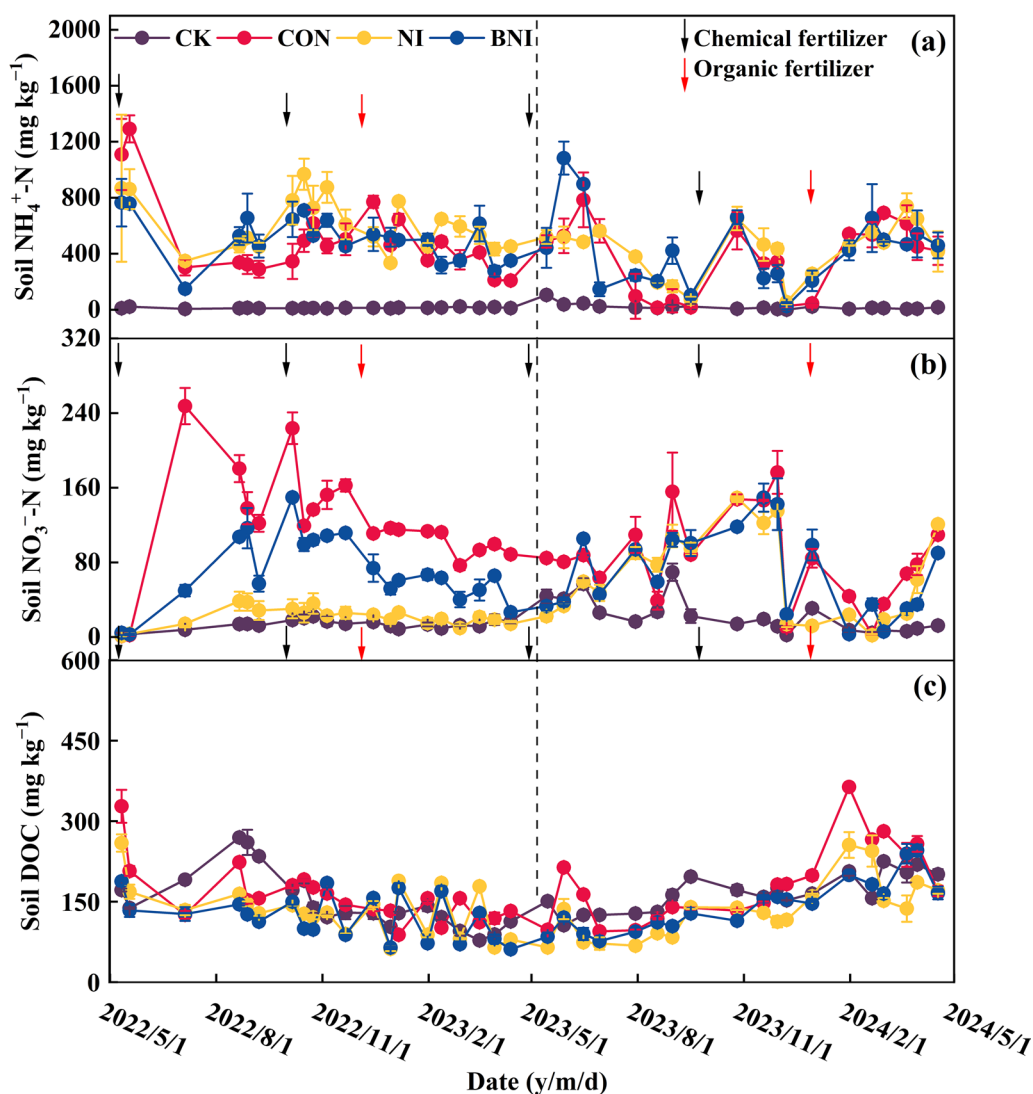 CK CON NI BNI
Chemical fertilizer
Organic fertilizer
(a)
Soil NH₄⁺-N (mg kg⁻¹)
2000
1600
1200
800
400
0
(b)
Soil NO₃⁻-N (mg kg⁻¹)
320
240
160
80
0
(c)
Soil DOC (mg kg⁻¹)
600
450
300
150
0
2022/5/1 2022/8/1 2022/11/1 2023/2/1 2023/5/1 2023/8/1 2023/11/1 2024/2/1 2024/5/1
Date (y/m/d)